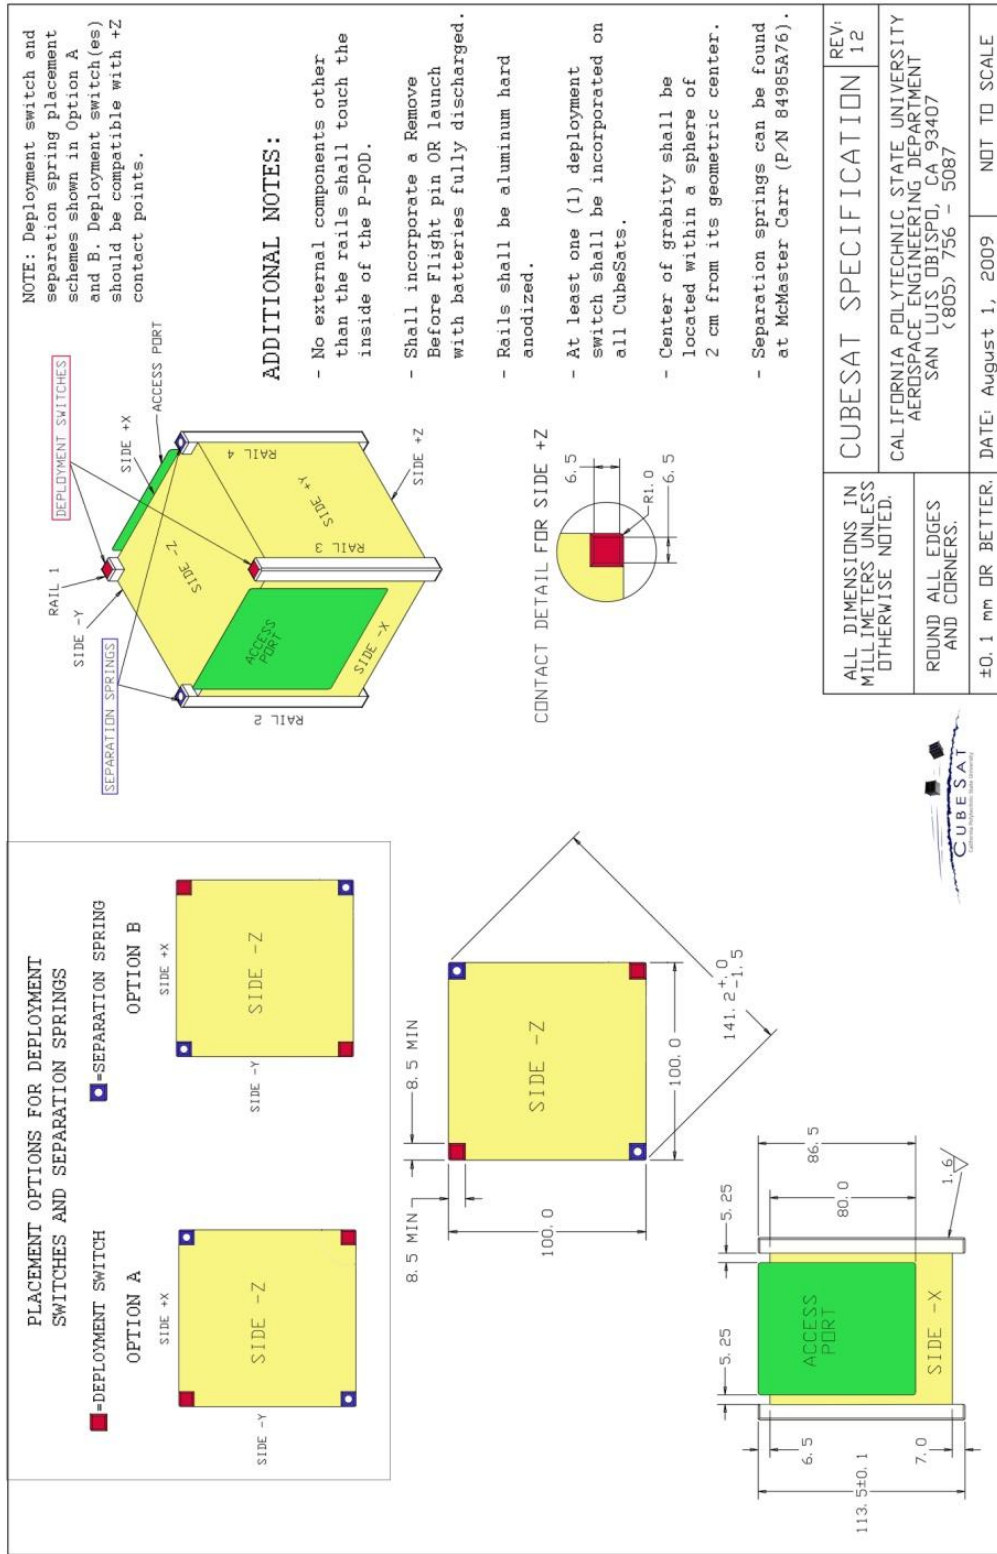 PLACEMENT OPTIONS FOR DEPLOYMENT
SWITCHES AND SEPARATION SPRINGS
=DEPLOYMENT SWITCH
=SEPARATION SPRING
OPTION A
SIDE +X
SIDE -Y
SIDE -Z
OPTION B
SIDE +X
SIDE -Y
SIDE -Z
SEPARATION SPRINGS
DEPLOYMENT SWITCHES
RAIL 1
SIDE -Y
SIDE +X
ACCESS PORT
SIDE -Z
RAIL 2
ACCESS
PORT
SIDE -X
RAIL 3
SIDE +Y
RAIL 4
SIDE +Z
NOTE: Deployment switch and
separation spring placement
schemes shown in Option A
and B. Deployment switch(es)
should be compatible with +Z
contact points.
ADDITIONAL NOTES:
- No external components other
than the rails shall touch the
inside of the P-POD.
- Shall incorporate a Remove
Before Flight pin OR launch
with batteries fully discharged.
- Rails shall be aluminum hard
anodized.
- At least one (1) deployment
switch shall be incorporated on
all CubeSats.
- Center of grabity shall be
located within a sphere of
2 cm from its geometric center.
- Separation springs can be found
at McMaster Carr (P/N 84985A76).
8.5 MIN
8.5 MIN
100.0
SIDE -Z
100.0
141.2 +.0 -1.5
CONTACT DETAIL FOR SIDE +Z
6.5
R1.0
6.5
5.25
5.25
6.5
113.5±0.1
7.0
ACCESS
PORT
SIDE -X
80.0
86.5
1.6
CUBESAT
California Polytechnic State University
ALL DIMENSIONS IN
MILLIMETERS UNLESS
OTHERWISE NOTED.
ROUND ALL EDGES
AND CORNERS.
±0.1 mm OR BETTER.
CUBESAT SPECIFICATION
REV:
12
CALIFORNIA POLYTECHNIC STATE UNIVERSITY
AEROSPACE ENGINEERING DEPARTMENT
SAN LUIS OBISPO, CA 93407
(805) 756 - 5087
DATE: August 1, 2009
NOT TO SCALE